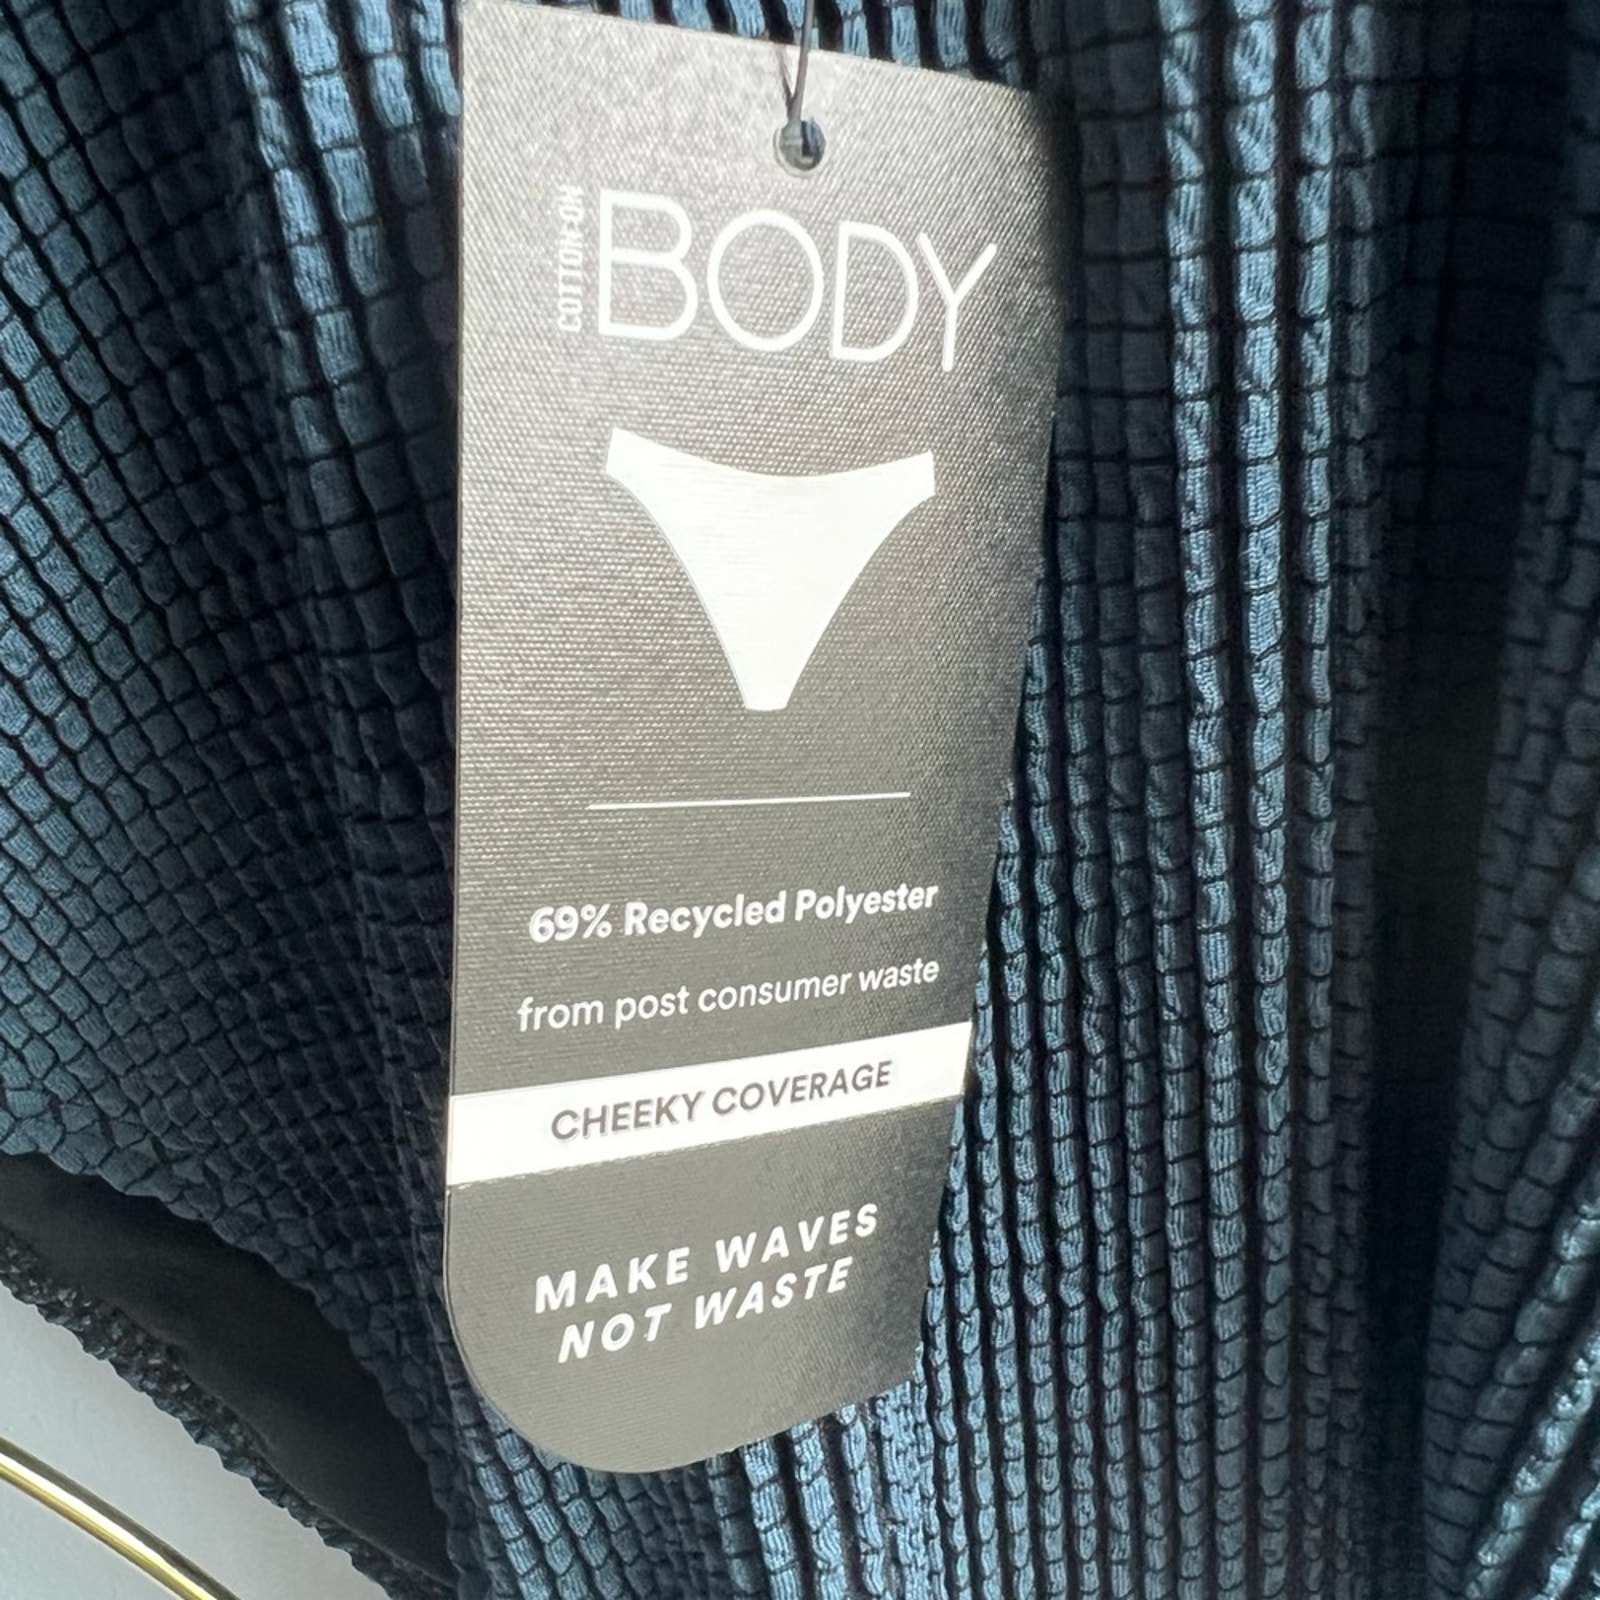 COTTON:ON
BODY
69% Recycled Polyester
from post consumer waste
CHEEKY COVERAGE
MAKE WAVES
NOT WASTE